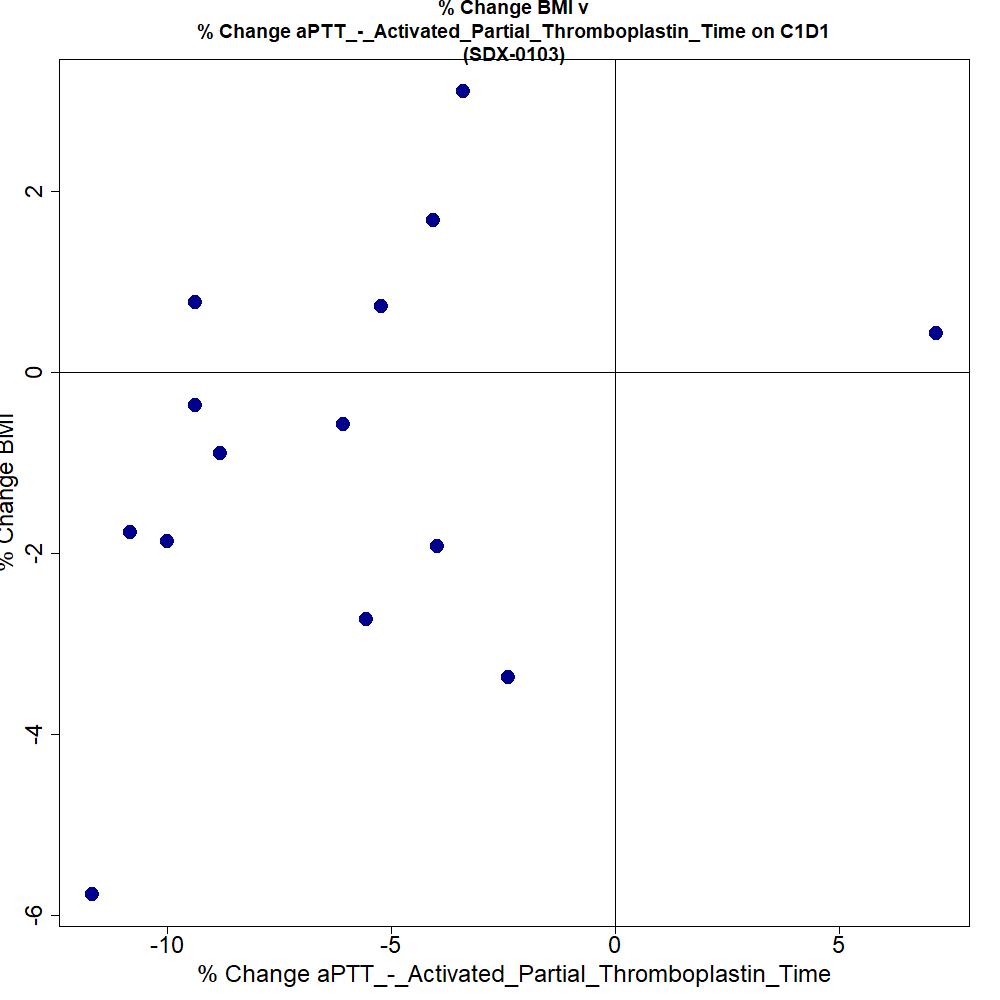 % Change BMI v
% Change aPTT_-_Activated_Partial_Thromboplastin_Time on C1D1
(SDX-0103)
% Change BMI
2
0
-2
-4
-6
-10
-5
0
5
% Change aPTT_-_Activated_Partial_Thromboplastin_Time